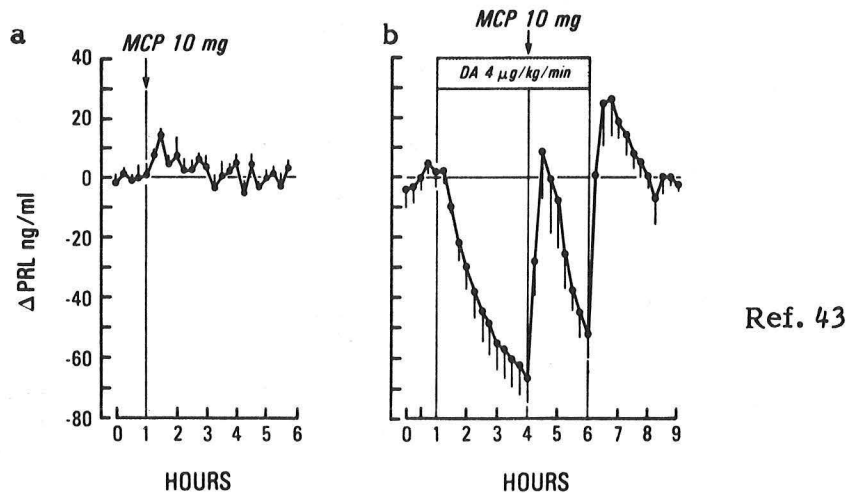 a
MCP 10 mg
40
20
0
-20
-40
-60
-80
Δ PRL ng/ml
0 1 2 3 4 5 6
HOURS
b
MCP 10 mg
DA 4 μg/kg/min
0 1 2 3 4 5 6 7 8 9
HOURS
Ref. 43